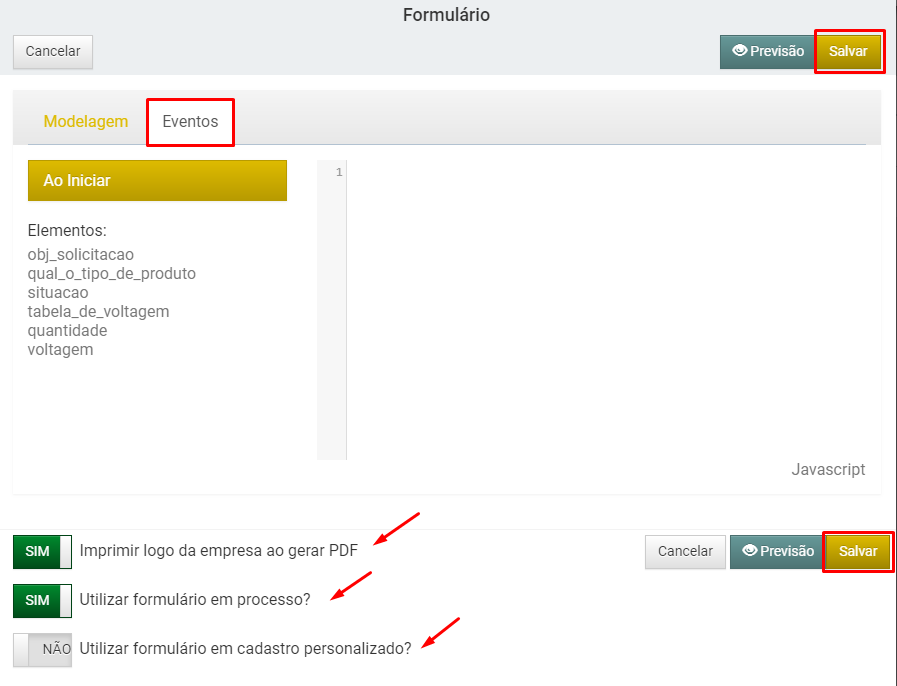 Formulário
Cancelar
Previsão
Salvar
Modelagem
Eventos
Ao Iniciar
1
Elementos:
obj_solicitacao
qual_o_tipo_de_produto
situacao
tabela_de_voltagem
quantidade
voltagem
Javascript
SIM Imprimir logo da empresa ao gerar PDF
Cancelar
Previsão
Salvar
SIM Utilizar formulário em processo?
NÃO Utilizar formulário em cadastro personalizado?